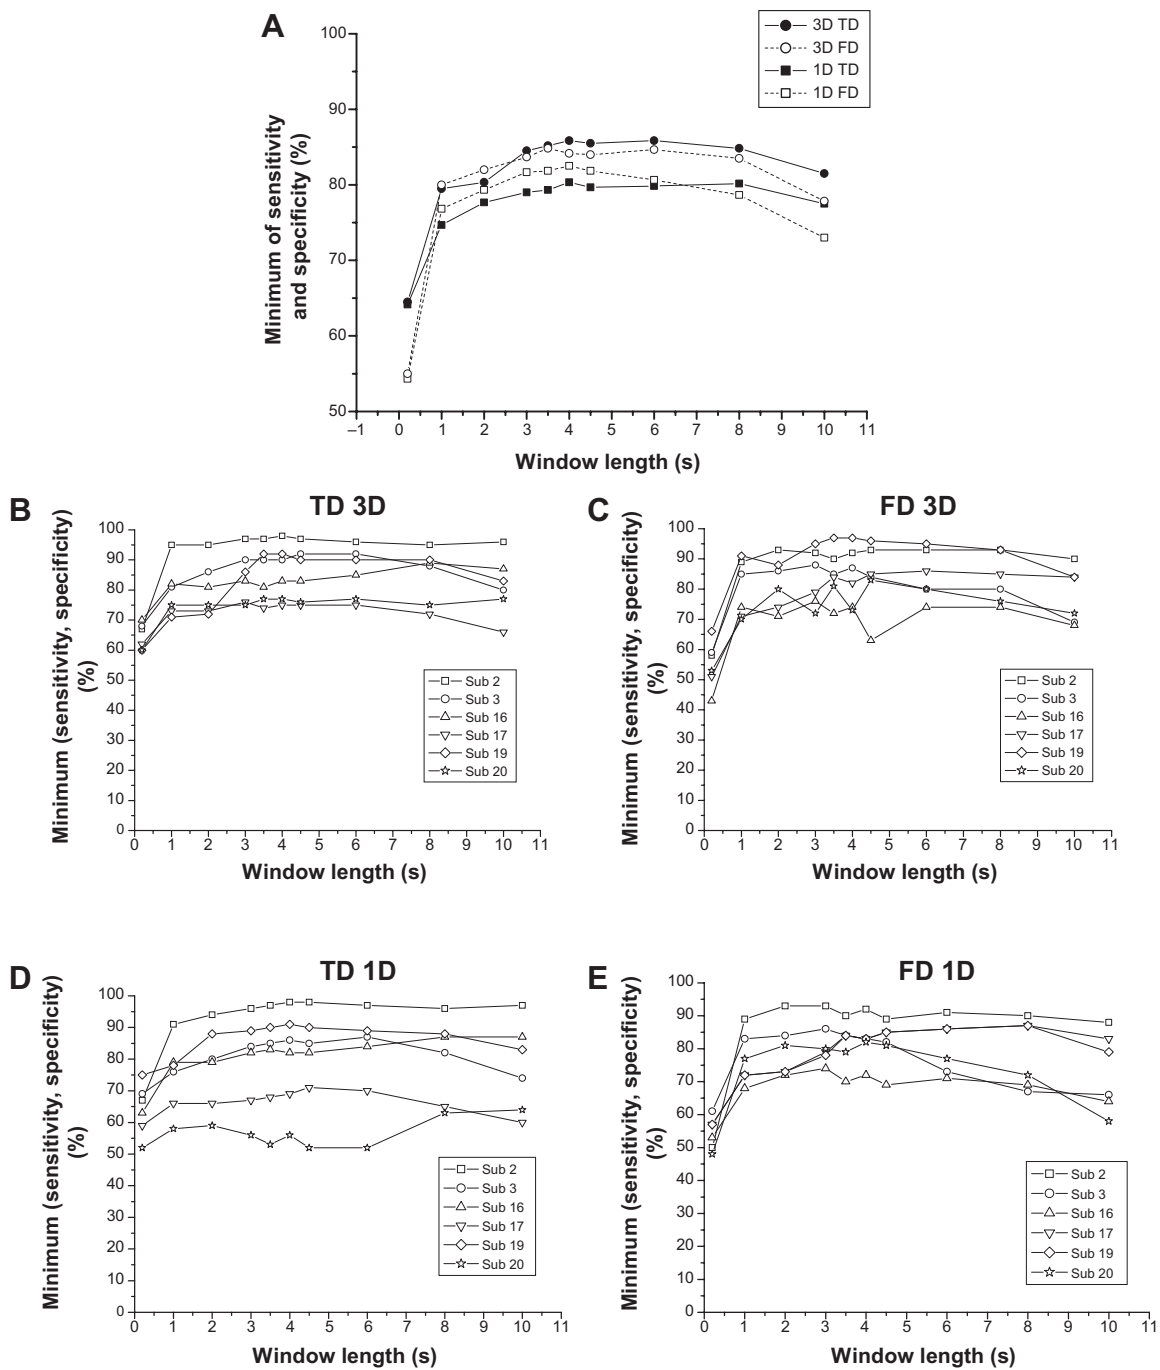 A
3D TD
3D FD
1D TD
1D FD
100
90
80
70
60
50
Minimum of sensitivity
and specificity (%)
–1 0 1 2 3 4 5 6 7 8 9 10 11
Window length (s)
B
TD 3D
Minimum (sensitivity, specificity)
(%)
100
90
80
70
60
50
40
30
20
10
0
Sub 2
Sub 3
Sub 16
Sub 17
Sub 19
Sub 20
0 1 2 3 4 5 6 7 8 9 10 11
Window length (s)
C
FD 3D
Minimum (sensitivity, specificity)
(%)
100
90
80
70
60
50
40
30
20
10
0
Sub 2
Sub 3
Sub 16
Sub 17
Sub 19
Sub 20
0 1 2 3 4 5 6 7 8 9 10 11
Window length (s)
D
TD 1D
Minimum (sensitivity, specificity)
(%)
100
90
80
70
60
50
40
30
20
10
0
Sub 2
Sub 3
Sub 16
Sub 17
Sub 19
Sub 20
0 1 2 3 4 5 6 7 8 9 10 11
Window length (s)
E
FD 1D
Minimum (sensitivity, specificity)
(%)
100
90
80
70
60
50
40
30
20
10
0
Sub 2
Sub 3
Sub 16
Sub 17
Sub 19
Sub 20
0 1 2 3 4 5 6 7 8 9 10 11
Window length (s)